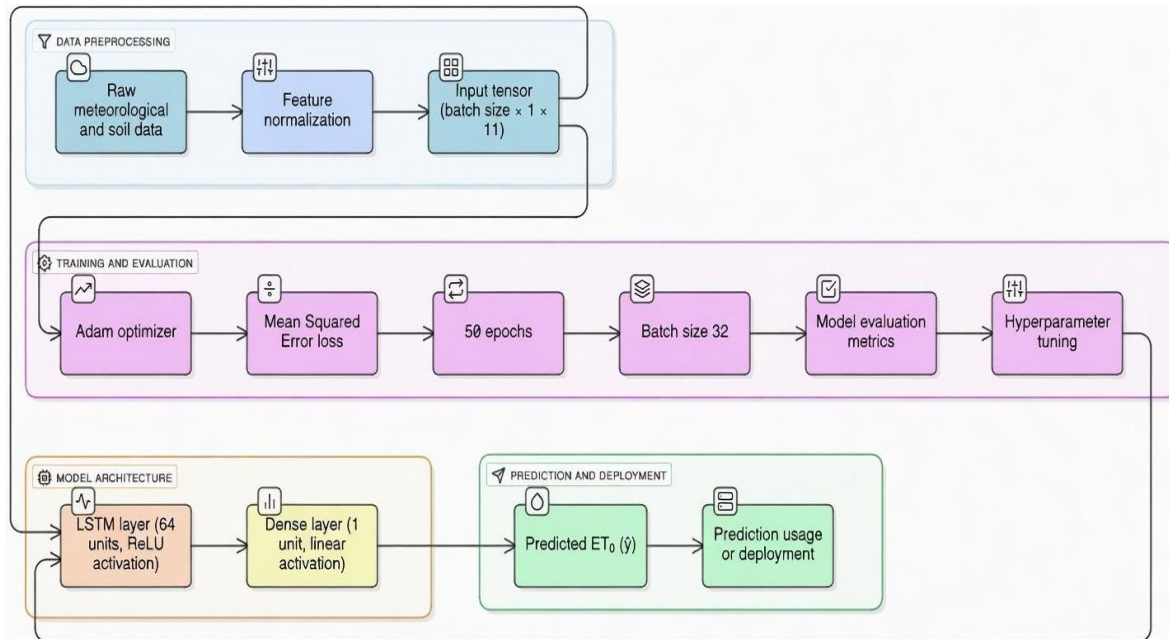 DATA PREPROCESSING
Raw
meteorological
and soil data
Feature
normalization
Input tensor
(batch size × 1 ×
11)
TRAINING AND EVALUATION
Adam optimizer
Mean Squared
Error loss
50 epochs
Batch size 32
Model evaluation
metrics
Hyperparameter
tuning
MODEL ARCHITECTURE
LSTM layer (64
units, ReLU
activation)
Dense layer (1
unit, linear
activation)
PREDICTION AND DEPLOYMENT
Predicted ET₀ (ŷ)
Prediction usage
or deployment